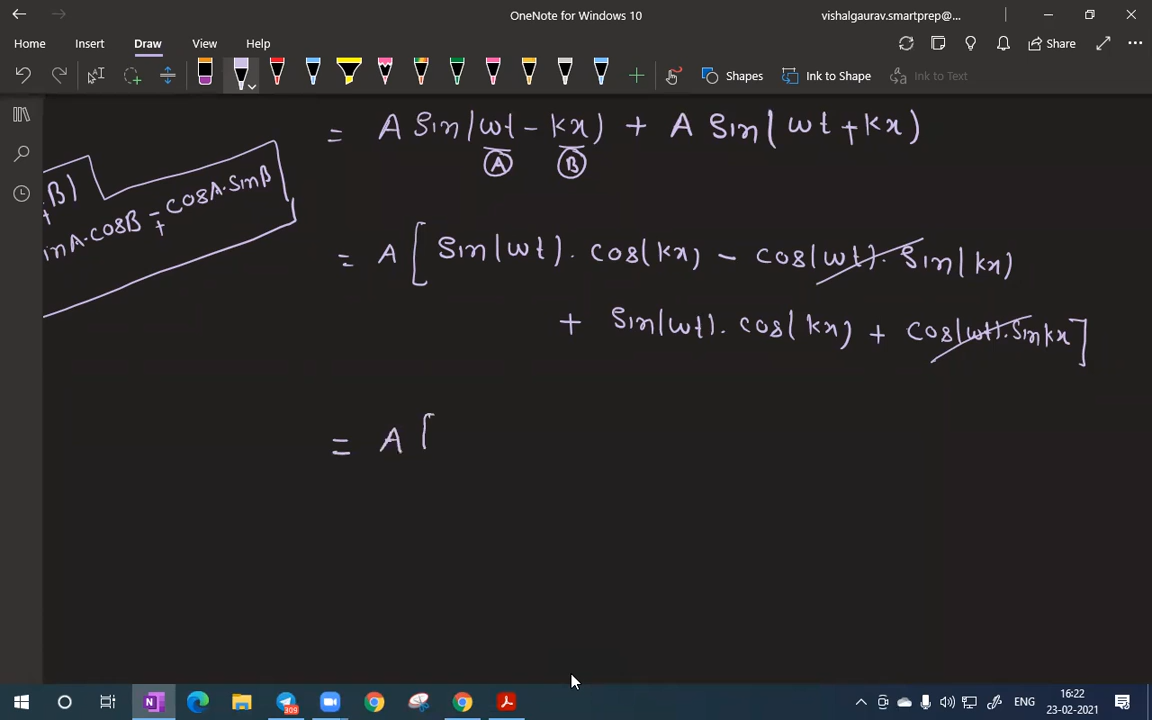 OneNote for Windows 10
vishalgaurav.smartprep@...
Home Insert Draw View Help
Share
Shapes
Ink to Shape
Ink to Text
= A Sin(ωt - kx) + A Sin(ωt + kx)
A B
B)
+
inA.cosB ∓ cosA.sinB
= A [ Sin(ωt). cos(kx) - cos(ωt). Sin(kx)
+ Sin(ωt). cos(kx) + cos(ωt). Sinkx]
= A [
309
ENG
16:22
23-02-2021